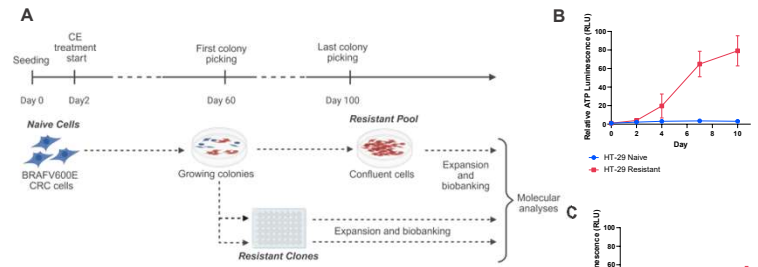 A
CE
treatment
start
Seeding
First colony
picking
Last colony
picking
Day 0
Day2
Day 60
Day 100
Naive Cells
Resistant Pool
BRAFV600E
CRC cells
Growing colonies
Confluent cells
Expansion
and
biobanking
Expansion and biobanking
Resistant Clones
Molecular
analyses
B
Relative ATP Luminescence (RLU)
100
80
60
40
20
0
0 2 4 6 8 10
Day
HT-29 Naive
HT-29 Resistant
C
nescence (RLU)
100
80
60